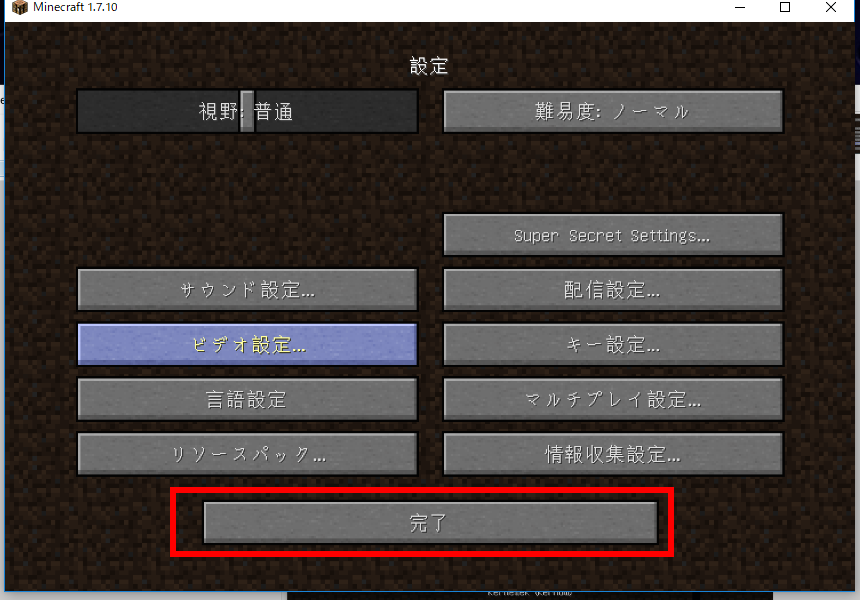 Minecraft 1.7.10
設定
視野: 普通
難易度: ノーマル
Super Secret Settings...
サウンド設定...
配信設定...
ビデオ設定...
キー設定...
言語設定
マルチプレイ設定...
リソースパック...
情報収集設定...
完了